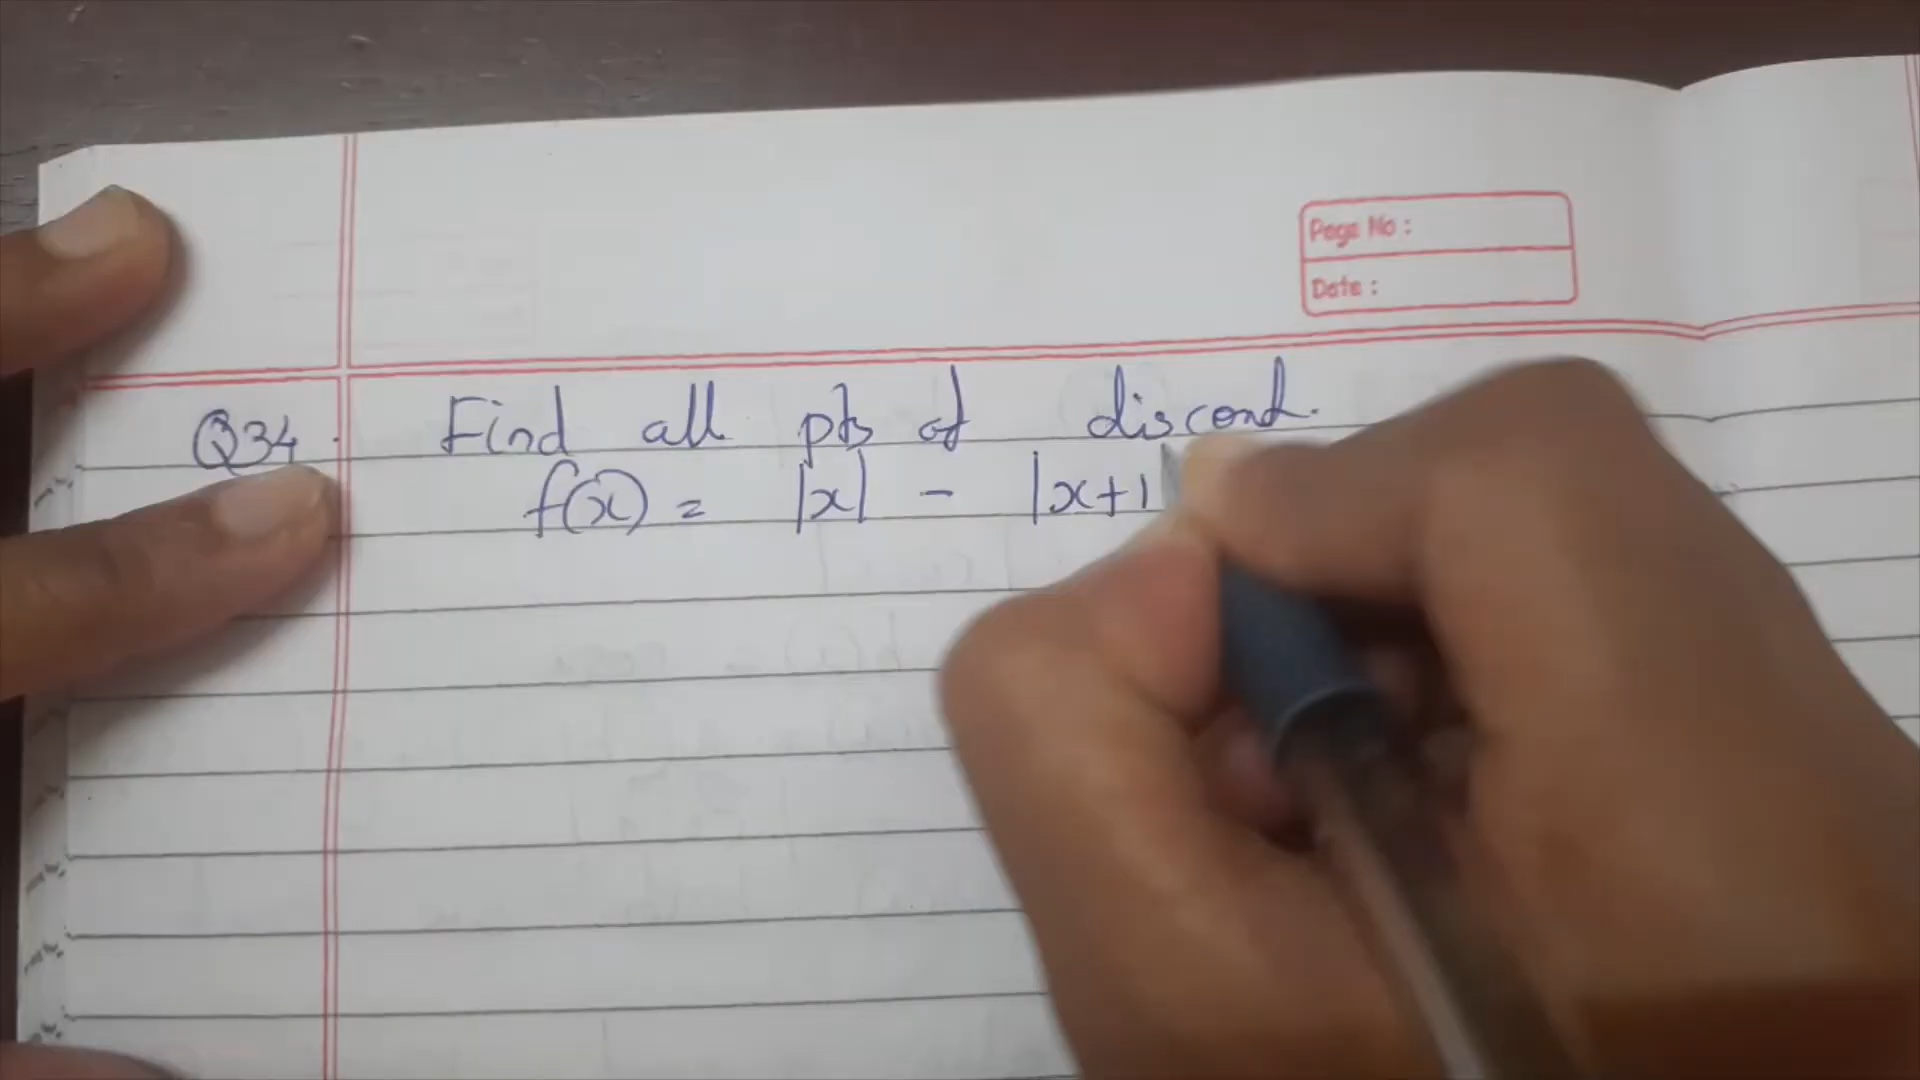 Page No :
Date :
Q34. Find all pts of discont.
f(x) = |x| - |x+1|